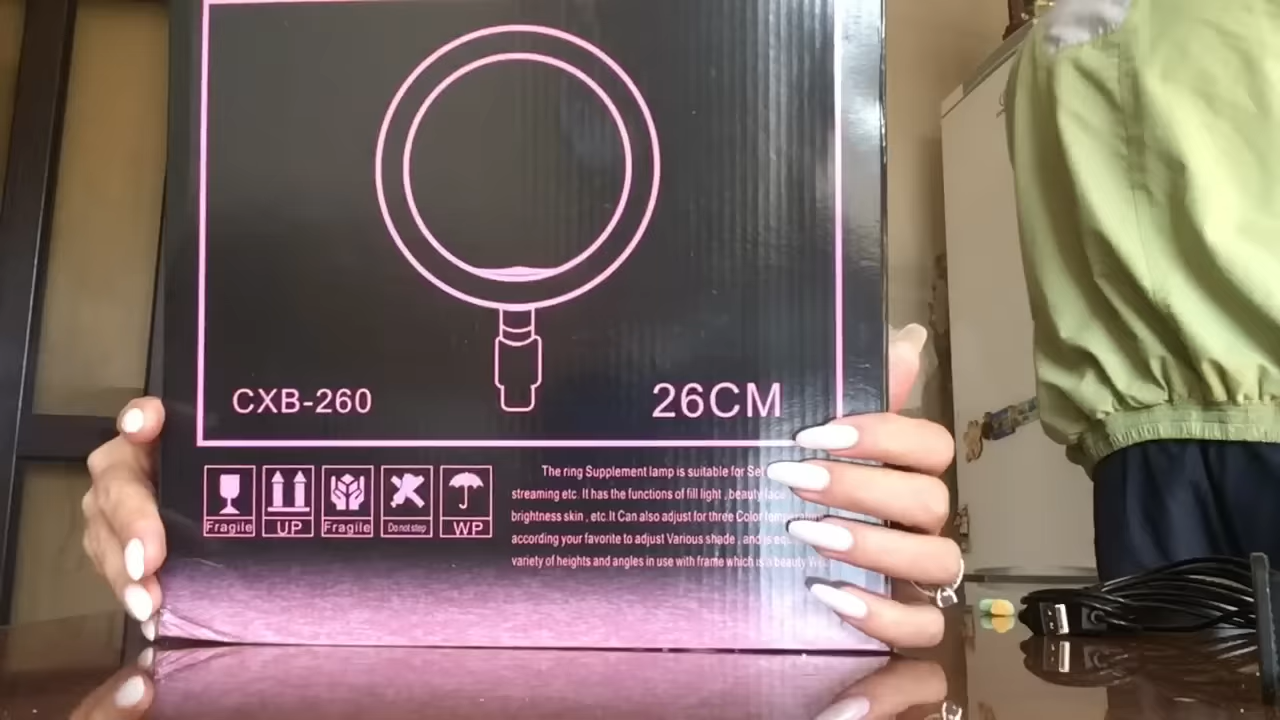 CXB-260
26CM
Fragile
UP
Fragile
Do not step
WP
The ring Supplement lamp is suitable for Sel
streaming etc. It has the functions of fill light , beauty face
brightness skin , etc.It Can also adjust for three Color temperature
according your favorite to adjust Various shade , and is
variety of heights and angles in use with frame which is a beauty